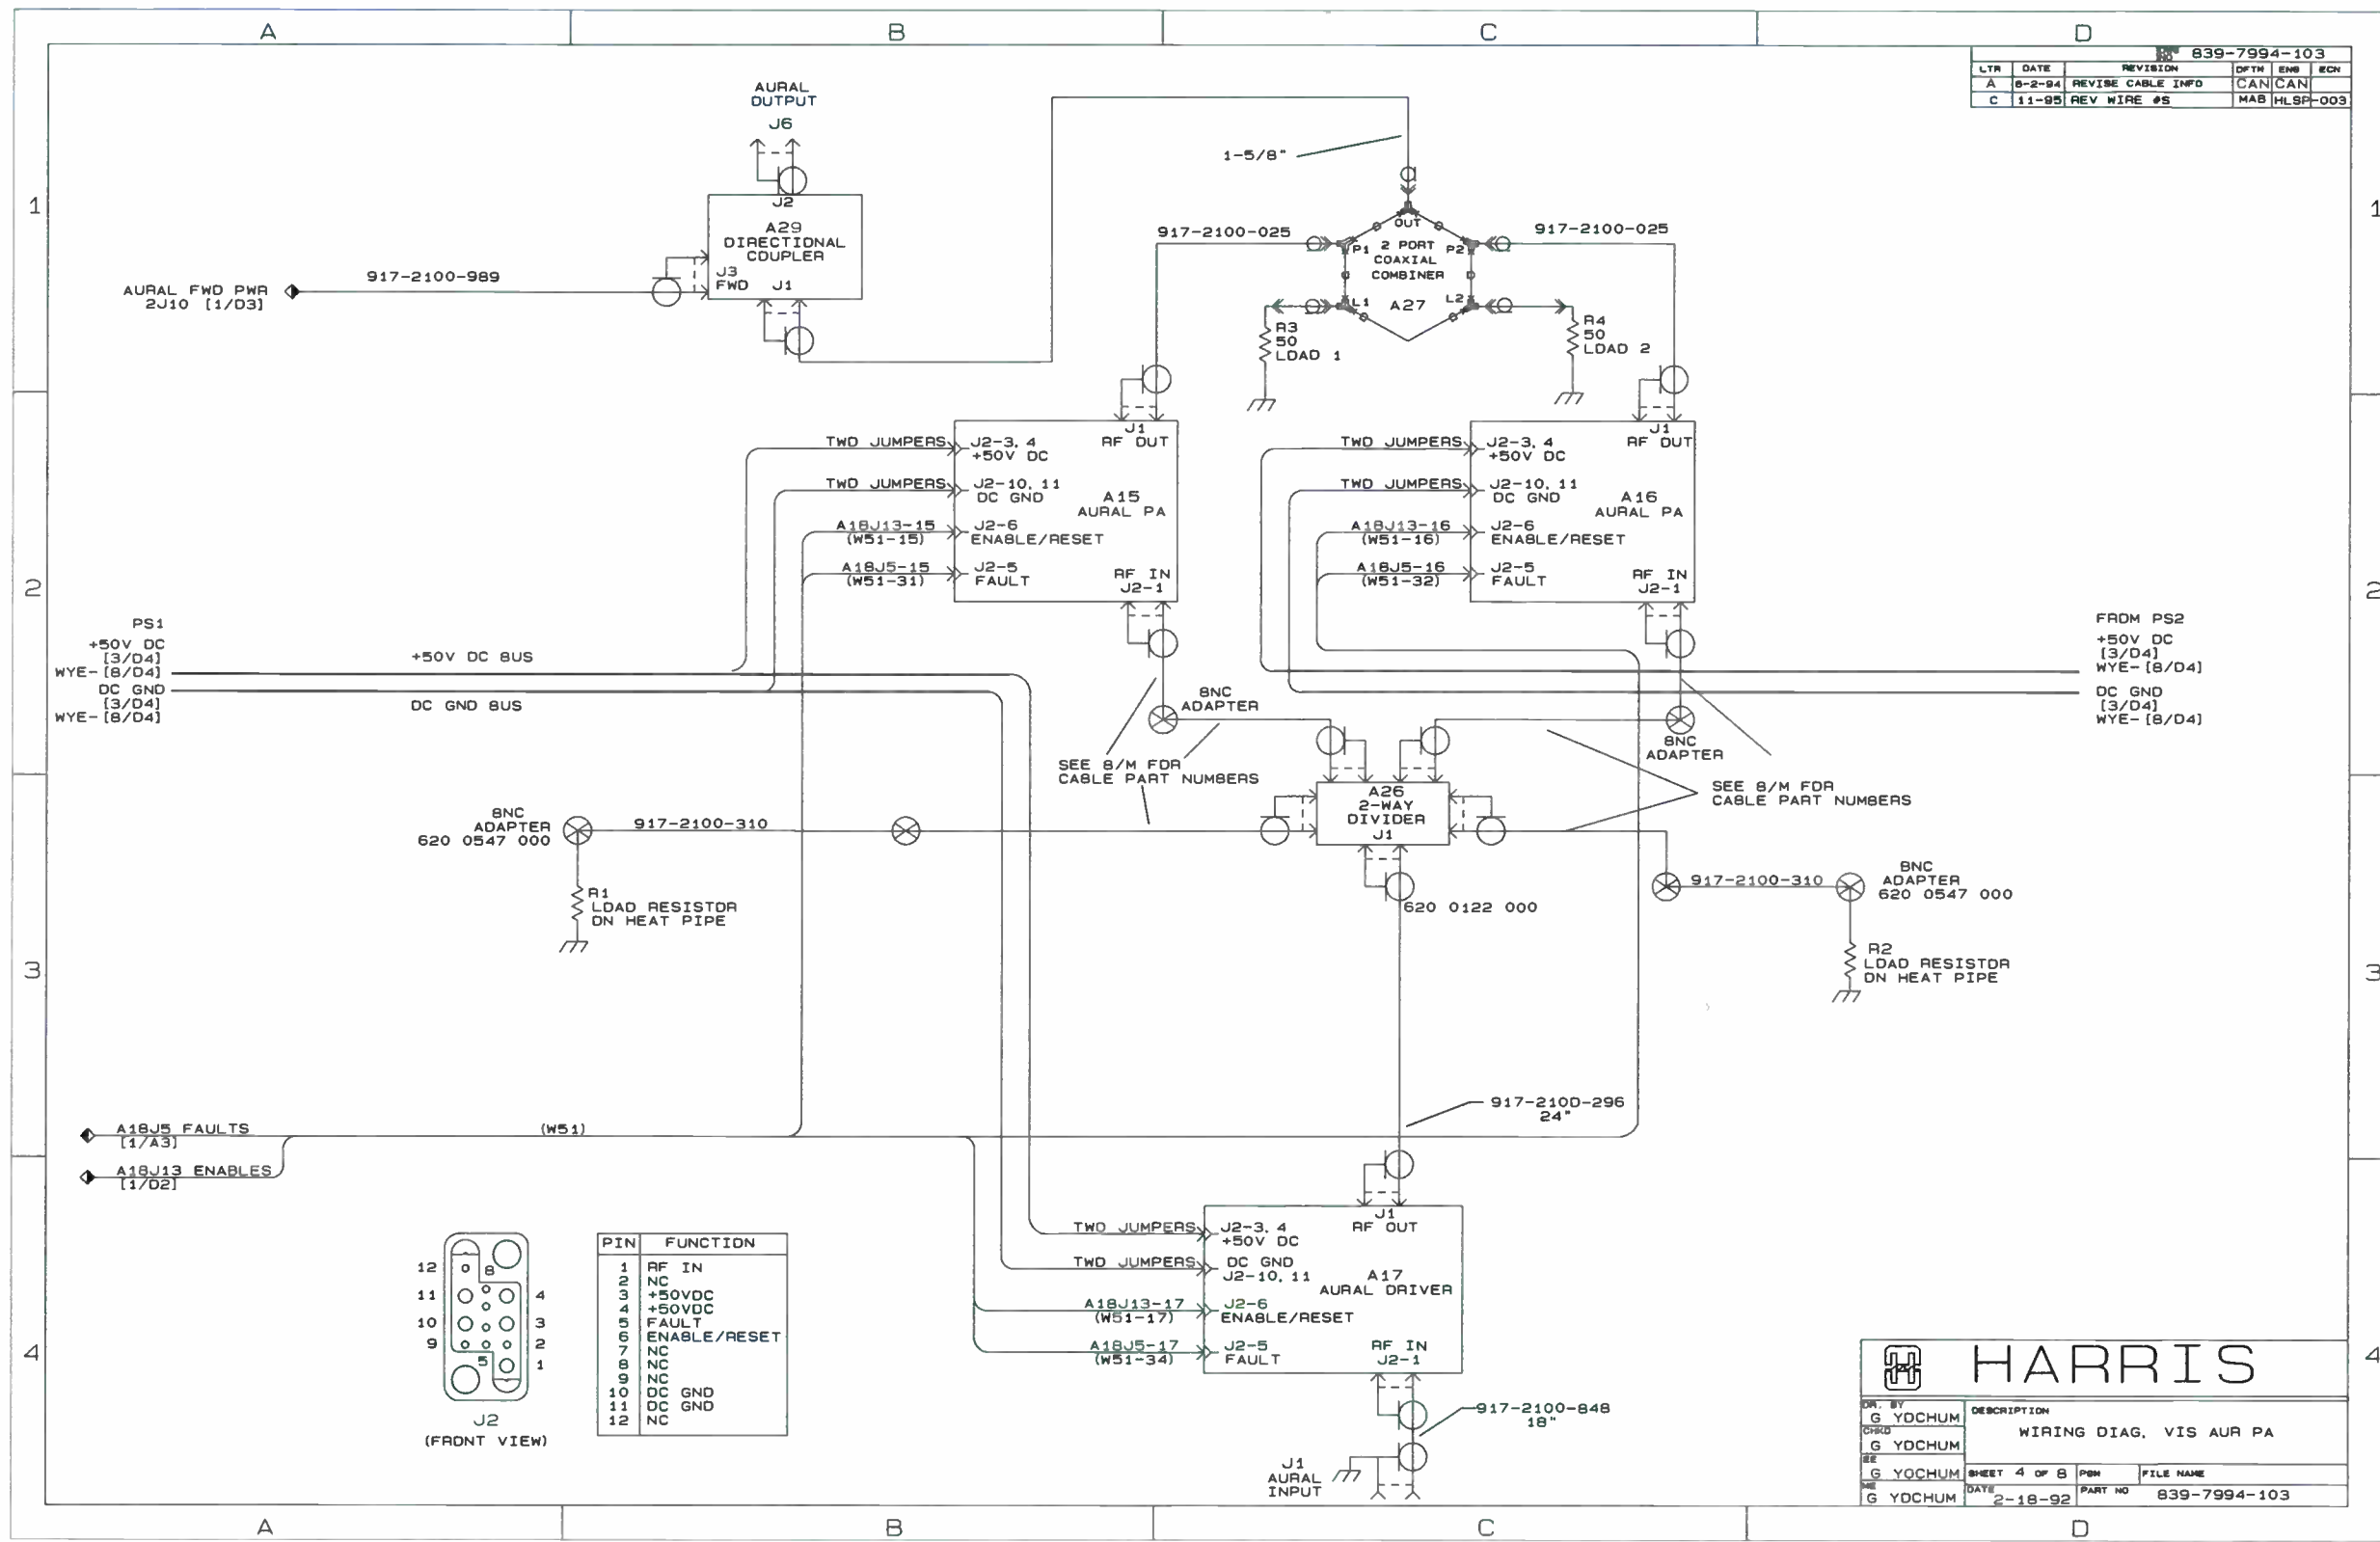 A B C D
839-7994-103
LTR DATE REVISION DFTM ENG ECN
A 6-2-94 REVISE CABLE INFO CAN CAN
C 11-95 REV WIRE #S MAB HLSP-003
1
1
AURAL
OUTPUT
J6
J2
A29
DIRECTIONAL
COUPLER
J3
FWD J1
917-2100-989
AURAL FWD PWR
2J10 [1/D3]
1-5/8"
917-2100-025
917-2100-025
OUT
P1 2 PORT P2
COAXIAL
COMBINER
L1 A27 L2
R3
50
LOAD 1
R4
50
LOAD 2
2
2
J1
RF OUT
TWO JUMPERS J2-3, 4
+50V DC
TWO JUMPERS J2-10, 11
DC GND
A15
AURAL PA
A18J13-15 J2-6
(W51-15) ENABLE/RESET
A18J5-15 J2-5
(W51-31) FAULT
RF IN
J2-1
J1
RF OUT
TWO JUMPERS J2-3, 4
+50V DC
TWO JUMPERS J2-10, 11
DC GND
A16
AURAL PA
A18J13-16 J2-6
(W51-16) ENABLE/RESET
A18J5-16 J2-5
(W51-32) FAULT
RF IN
J2-1
PS1
+50V DC
[3/D4]
WYE-[8/D4]
DC GND
[3/D4]
WYE-[8/D4]
+50V DC BUS
DC GND BUS
FROM PS2
+50V DC
[3/D4]
WYE-[8/D4]
DC GND
[3/D4]
WYE-[8/D4]
BNC
ADAPTER
BNC
ADAPTER
SEE B/M FOR
CABLE PART NUMBERS
SEE B/M FOR
CABLE PART NUMBERS
A26
2-WAY
DIVIDER
J1
BNC
ADAPTER
620 0547 000
917-2100-310
R1
LOAD RESISTOR
ON HEAT PIPE
620 0122 000
917-2100-310
BNC
ADAPTER
620 0547 000
R2
LOAD RESISTOR
ON HEAT PIPE
3
3
917-2100-296
24"
A18J5 FAULTS
[1/A3]
(W51)
A18J13 ENABLES
[1/D2]
J1
RF OUT
TWO JUMPERS J2-3, 4
+50V DC
TWO JUMPERS DC GND
J2-10, 11
A17
AURAL DRIVER
A18J13-17 J2-6
(W51-17) ENABLE/RESET
A18J5-17 J2-5
(W51-34) FAULT
RF IN
J2-1
917-2100-848
18"
J1
AURAL
INPUT
4
4
12 8
11 4
10 3
9 2
5 1
J2
(FRONT VIEW)
PIN FUNCTION
1 RF IN
2 NC
3 +50VDC
4 +50VDC
5 FAULT
6 ENABLE/RESET
7 NC
8 NC
9 NC
10 DC GND
11 DC GND
12 NC
HARRIS
DR. BY
G YOCHUM
CHKD
G YOCHUM
EE
G YOCHUM
ME
G YOCHUM
DESCRIPTION
WIRING DIAG, VIS AUR PA
SHEET 4 OF 8 PGM FILE NAME
DATE 2-18-92 PART NO 839-7994-103
A B C D